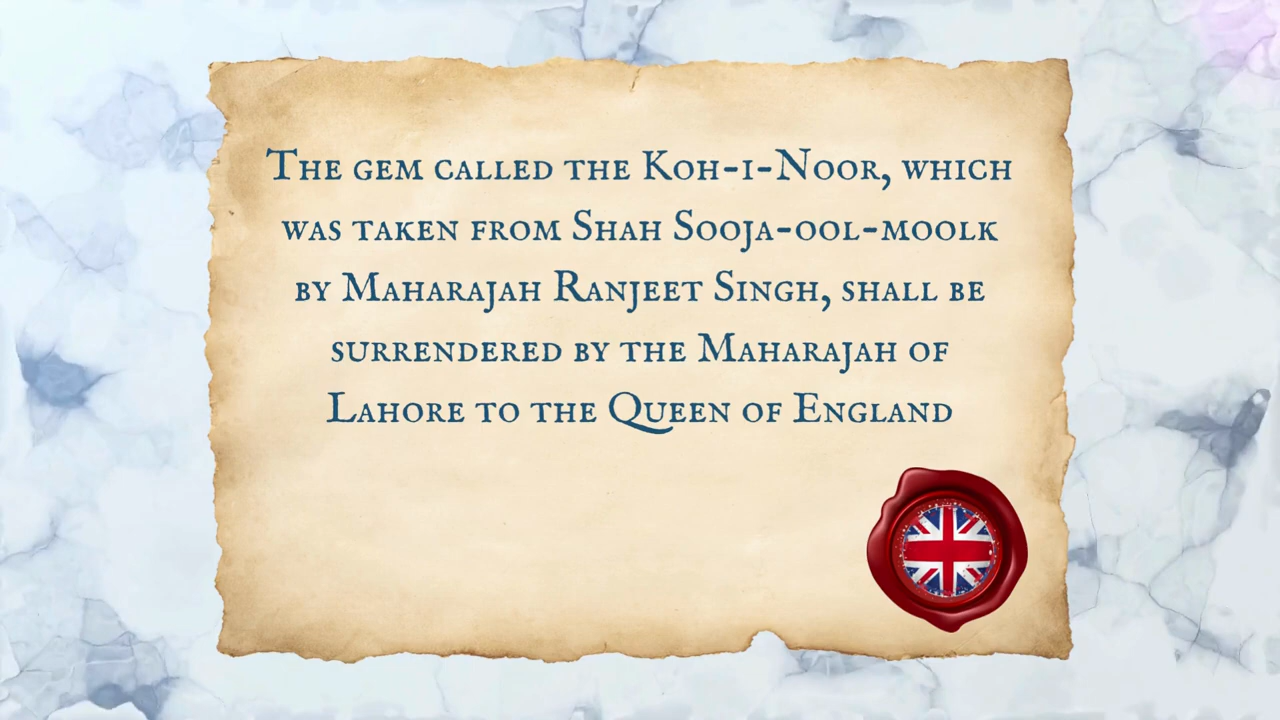 The gem called the Koh-i-Noor, which
was taken from Shah Sooja-ool-moolk
by Maharajah Ranjeet Singh, shall be
surrendered by the Maharajah of
Lahore to the Queen of England